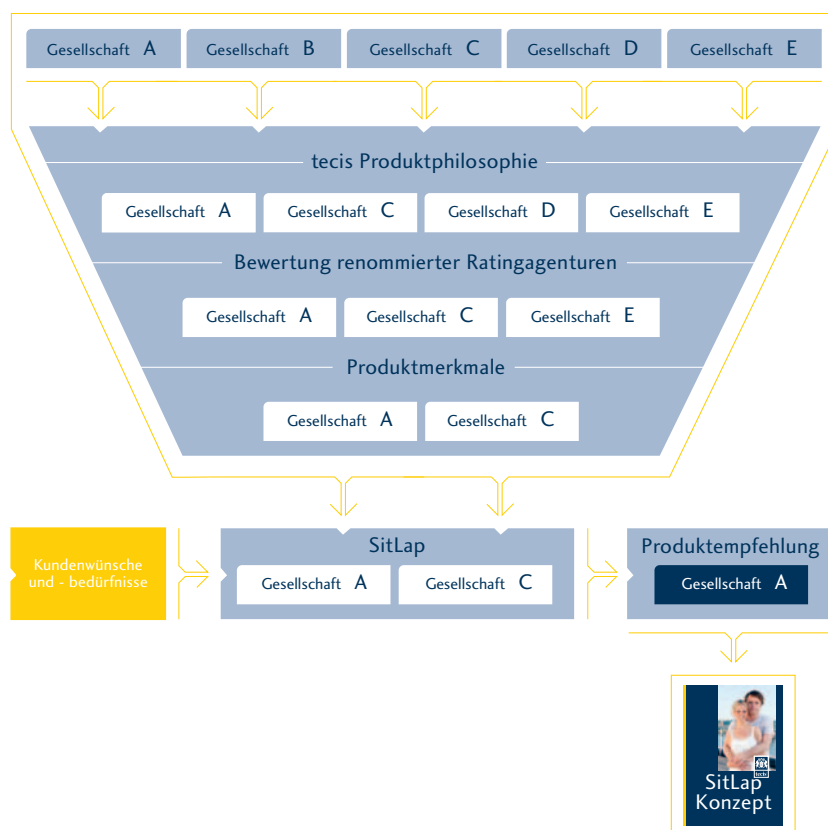 Gesellschaft A
Gesellschaft B
Gesellschaft C
Gesellschaft D
Gesellschaft E
tecis Produktphilosophie
Gesellschaft A
Gesellschaft C
Gesellschaft D
Gesellschaft E
Bewertung renommierter Ratingagenturen
Gesellschaft A
Gesellschaft C
Gesellschaft E
Produktmerkmale
Gesellschaft A
Gesellschaft C
Kundenwünsche
und - bedürfnisse
SitLap
Gesellschaft A
Gesellschaft C
Produktempfehlung
Gesellschaft A
tecis
SitLap
Konzept